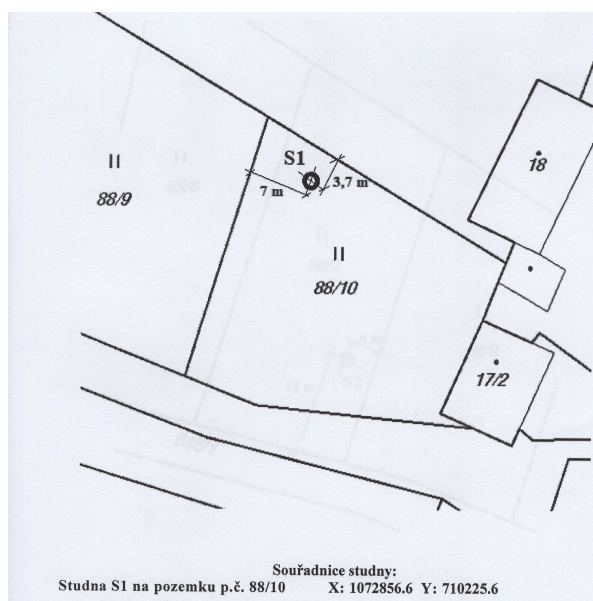 S1
18
II
7 m
3,7 m
88/9
II
88/10
17/2
Souřadnice studny:
Studna S1 na pozemku p.č. 88/10 X: 1072856.6 Y: 710225.6